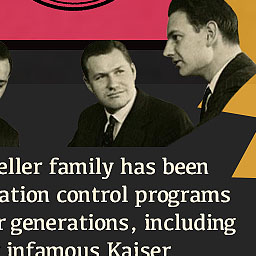 eller family has been
ation control programs
r generations, including
infamous Kaiser